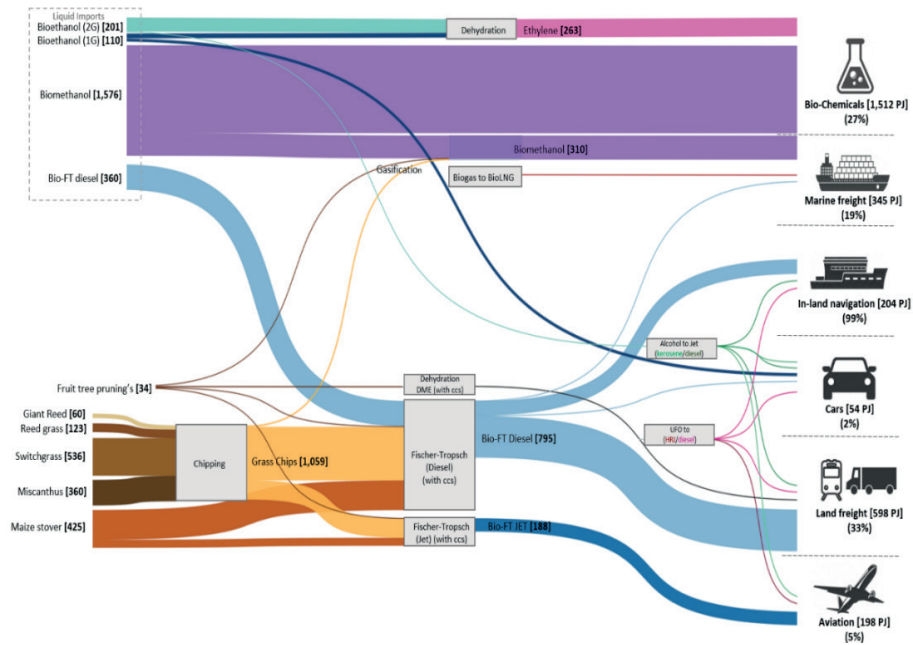 Liquid Imports
Bioethanol (2G) [201]
Bioethanol (1G) [110]
Biomethanol [1,576]
Bio-FT diesel [360]
Fruit tree pruning's [34]
Giant Reed [60]
Reed grass [123]
Switchgrass [536]
Miscanthus [360]
Maize stover [425]
Chipping
Grass Chips [1,059]
Gasification
Dehydration
Ethylene [263]
Biomethanol [310]
Biogas to BioLNG
Dehydration
DME (with ccs)
Fischer-Tropsch
(Diesel)
(with ccs)
Bio-FT Diesel [795]
Fischer-Tropsch
(Jet) (with ccs)
Bio-FT JET [188]
Alcohol to Jet
(kerosene/diesel)
UFO to
(HRJ/diesel)
Bio-Chemicals [1,512 PJ]
(27%)
Marine freight [345 PJ]
(19%)
In-land navigation [204 PJ]
(99%)
Cars [54 PJ]
(2%)
Land freight [598 PJ]
(33%)
Aviation [198 PJ]
(5%)